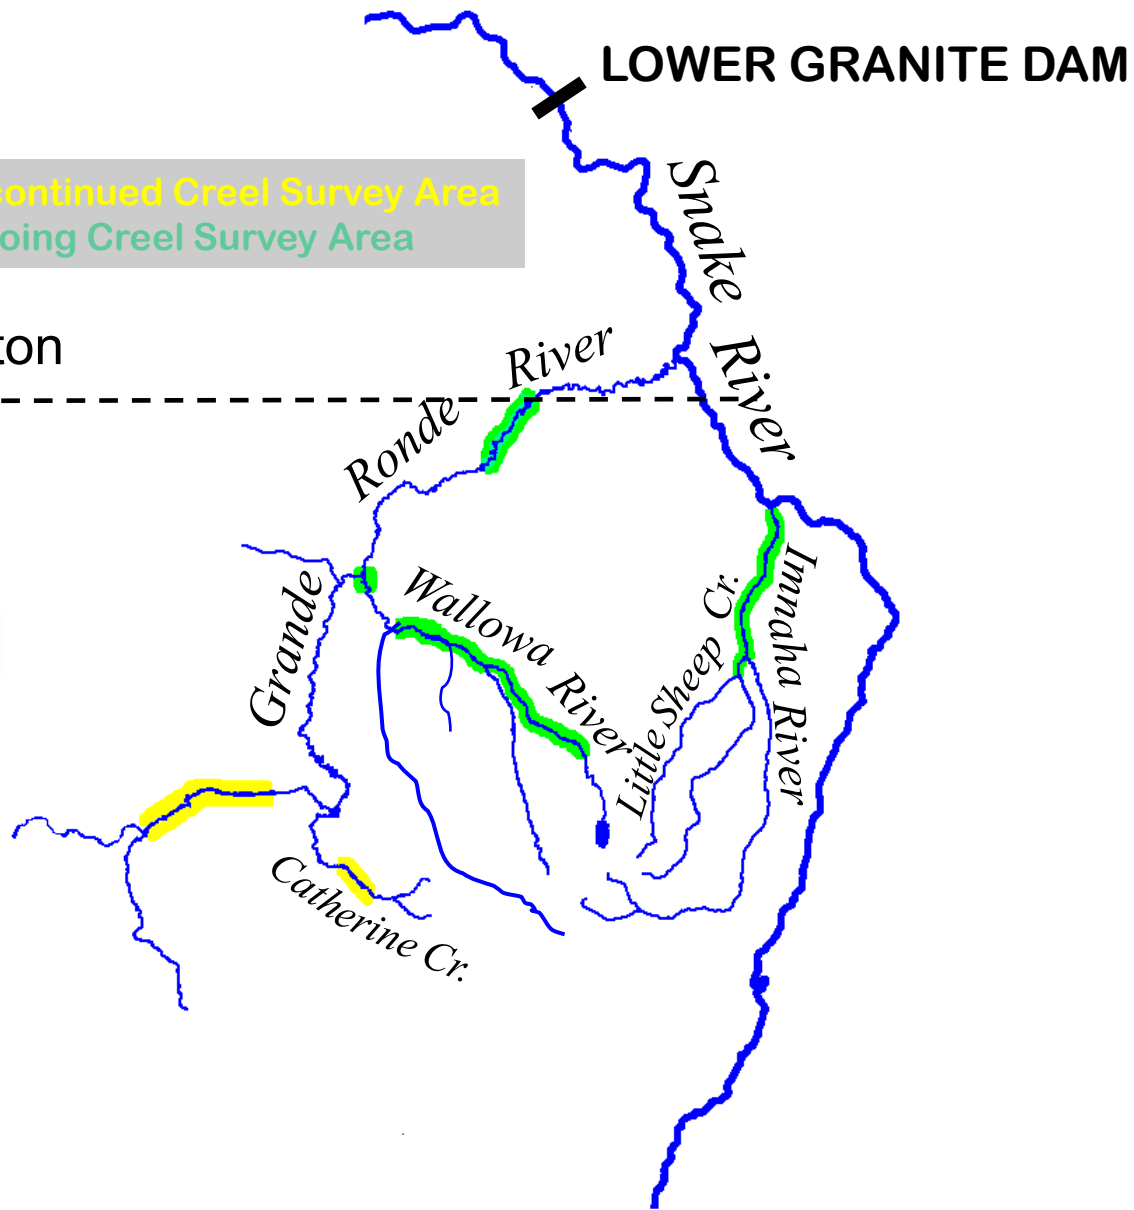 LOWER GRANITE DAM
continued Creel Survey Area
oing Creel Survey Area
Snake River
ton
Grande Ronde River
Wallowa River
Little Sheep Cr.
Imnaha River
Catherine Cr.